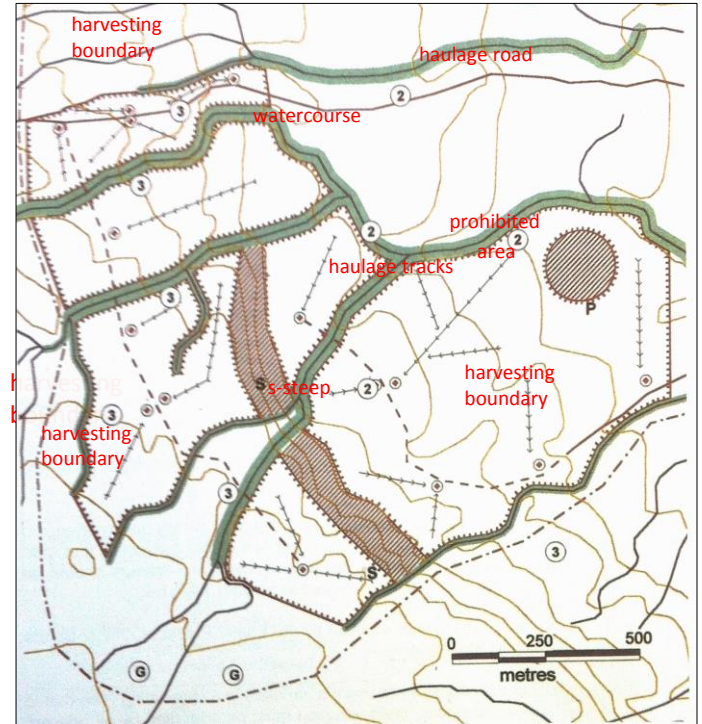 harvesting
boundary
haulage road
2
3
watercourse
3
2
prohibited
area
2
haulage tracks
3
P
S
s-steep
2
harvesting
boundary
3
harvesting
boundary
3
3
S
0 250 500
metres
G
G